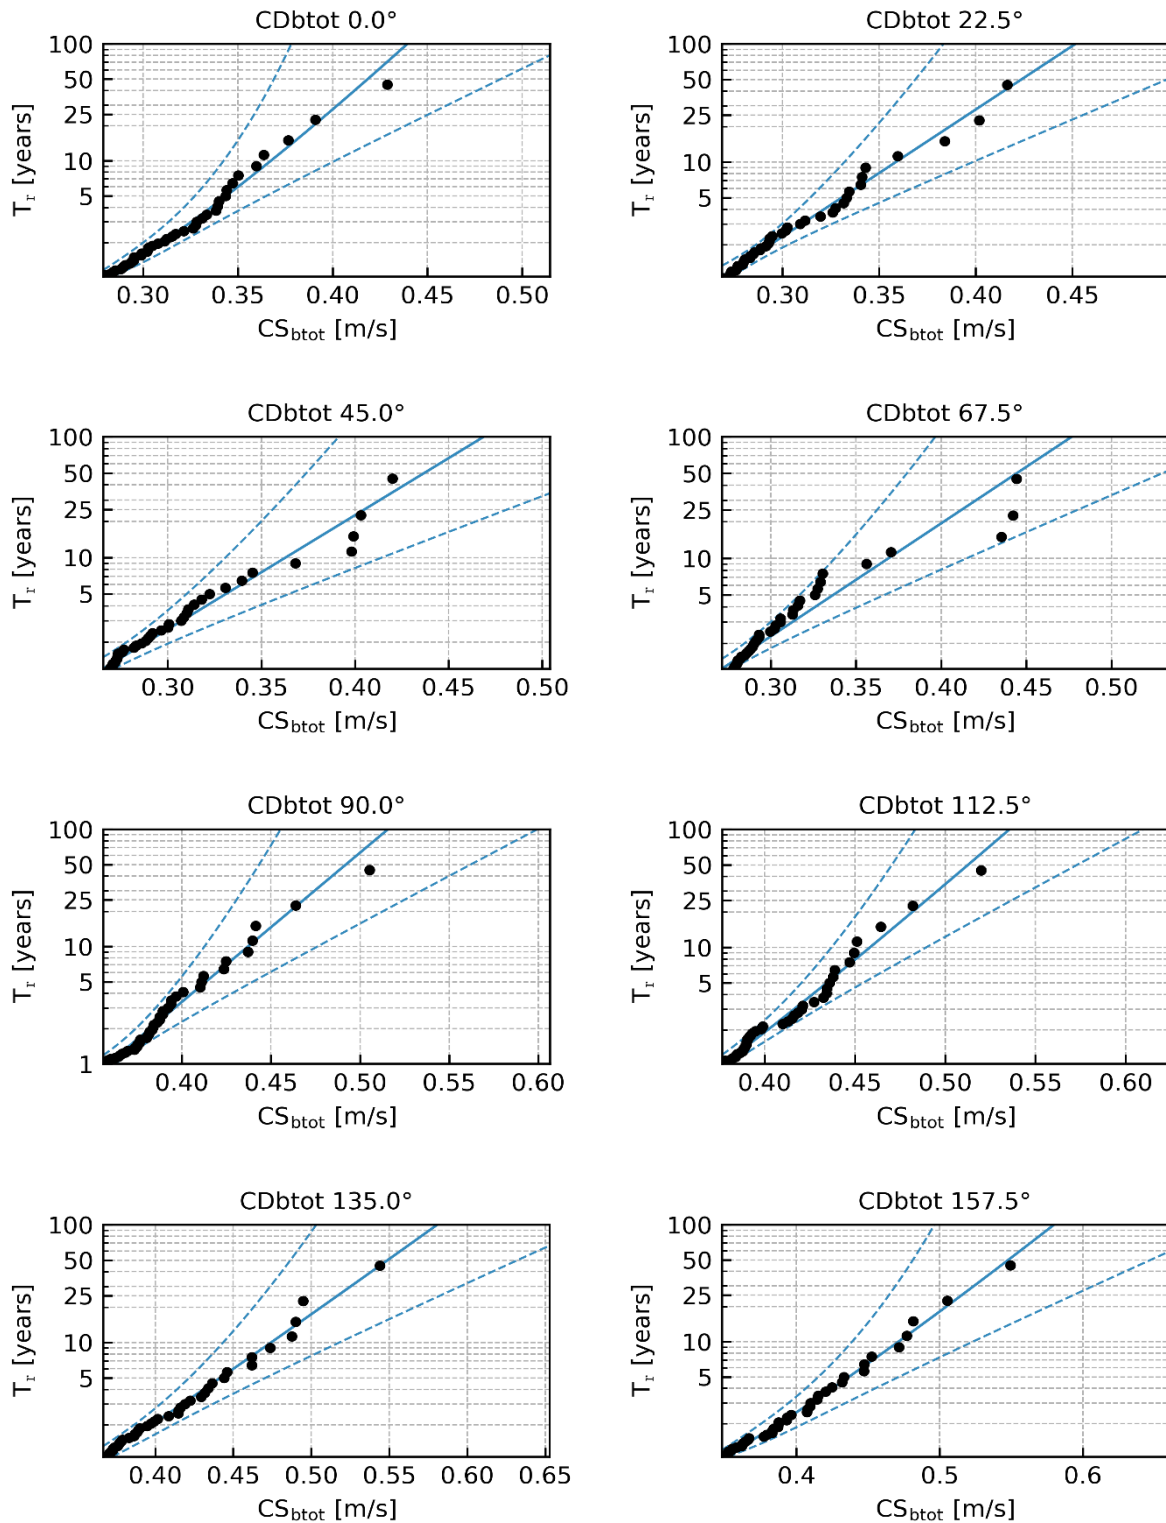 CDbtot 0.0°
100
50
25
10
5
T_r [years]
0.30 0.35 0.40 0.45 0.50
CS_btot [m/s]
CDbtot 22.5°
100
50
25
10
5
T_r [years]
0.30 0.35 0.40 0.45
CS_btot [m/s]
CDbtot 45.0°
100
50
25
10
5
T_r [years]
0.30 0.35 0.40 0.45 0.50
CS_btot [m/s]
CDbtot 67.5°
100
50
25
10
5
T_r [years]
0.30 0.35 0.40 0.45 0.50
CS_btot [m/s]
CDbtot 90.0°
100
50
25
10
5
1
T_r [years]
0.40 0.45 0.50 0.55 0.60
CS_btot [m/s]
CDbtot 112.5°
100
50
25
10
5
T_r [years]
0.40 0.45 0.50 0.55 0.60
CS_btot [m/s]
CDbtot 135.0°
100
50
25
10
5
T_r [years]
0.40 0.45 0.50 0.55 0.60 0.65
CS_btot [m/s]
CDbtot 157.5°
100
50
25
10
5
T_r [years]
0.4 0.5 0.6
CS_btot [m/s]